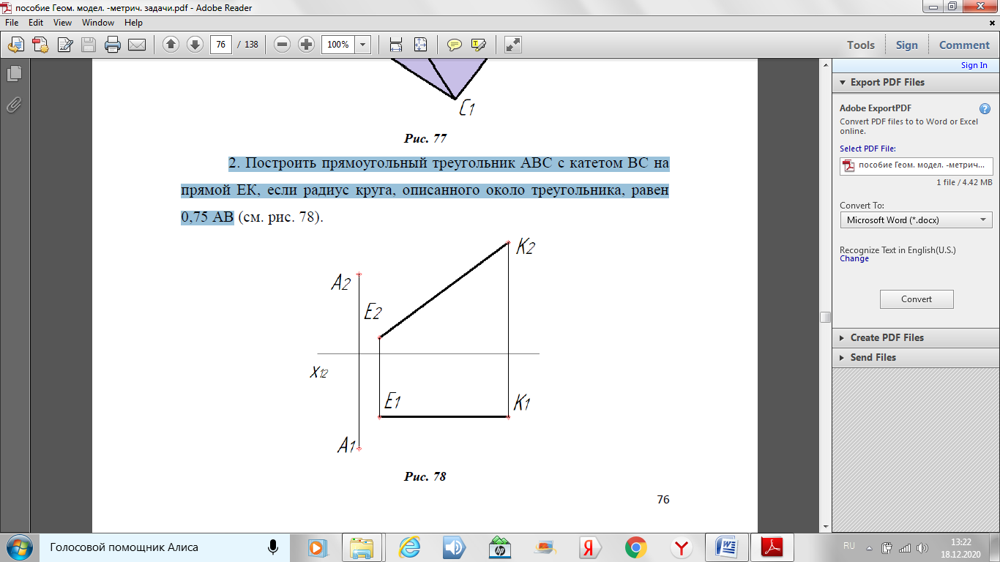 пособие Геом. модел. -метрич. задачи.pdf - Adobe Reader
File Edit View Window Help
76 / 138 100% Tools Sign Comment
C1
Рис. 77
2. Построить прямоугольный треугольник АВС с катетом ВС на
прямой ЕК, если радиус круга, описанного около треугольника, равен
0,75 АВ (см. рис. 78).
K2
A2
E2
X12
E1
K1
A1
Рис. 78
76
Sign In
Export PDF Files
Adobe ExportPDF
Convert PDF files to to Word or Excel
online.
Select PDF File:
пособие Геом. модел. -метрич...
1 file / 4.42 MB
Convert To:
Microsoft Word (*.docx)
Recognize Text in English(U.S.)
Change
Convert
Create PDF Files
Send Files
Голосовой помощник Алиса
RU
13:22
18.12.2020